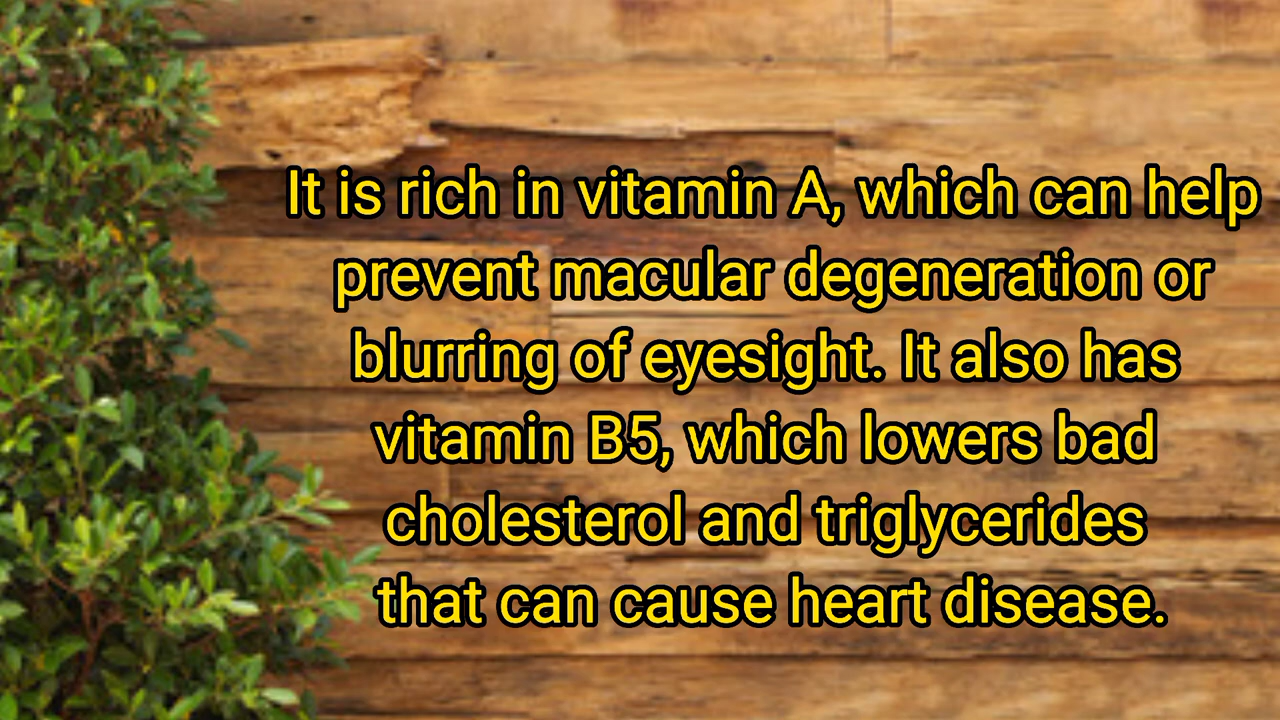 It is rich in vitamin A, which can help
prevent macular degeneration or
blurring of eyesight. It also has
vitamin B5, which lowers bad
cholesterol and triglycerides
that can cause heart disease.